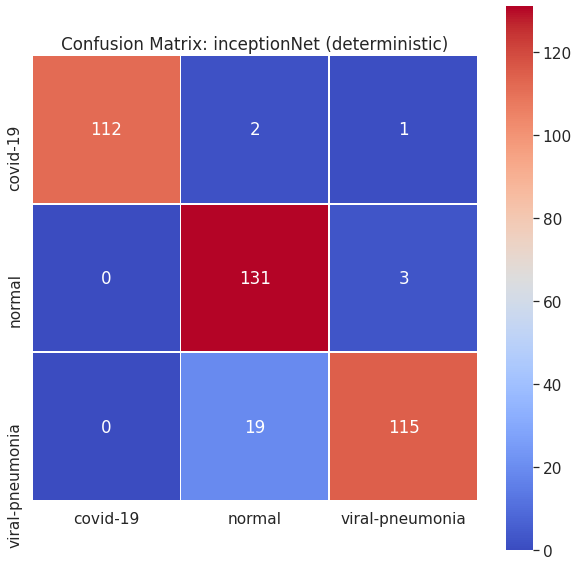 Confusion Matrix: inceptionNet (deterministic)
covid-19
112
2
1
normal
0
131
3
viral-pneumonia
0
19
115
covid-19
normal
viral-pneumonia
120
100
80
60
40
20
0